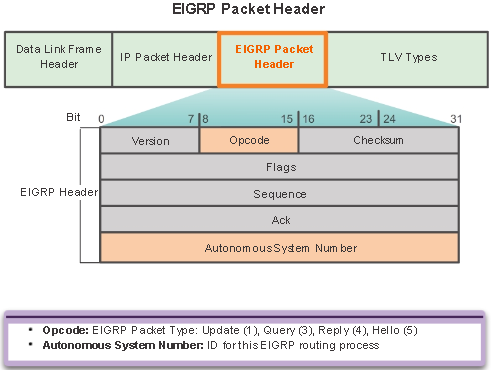 EIGRP Packet Header
Data Link Frame Header
IP Packet Header
EIGRP Packet Header
TLV Types
Bit 0 7 8 15 16 23 24 31
Version Opcode Checksum
Flags
EIGRP Header
Sequence
Ack
Autonomous System Number
• Opcode: EIGRP Packet Type: Update (1), Query (3), Reply (4), Hello (5)
• Autonomous System Number: ID for this EIGRP routing process